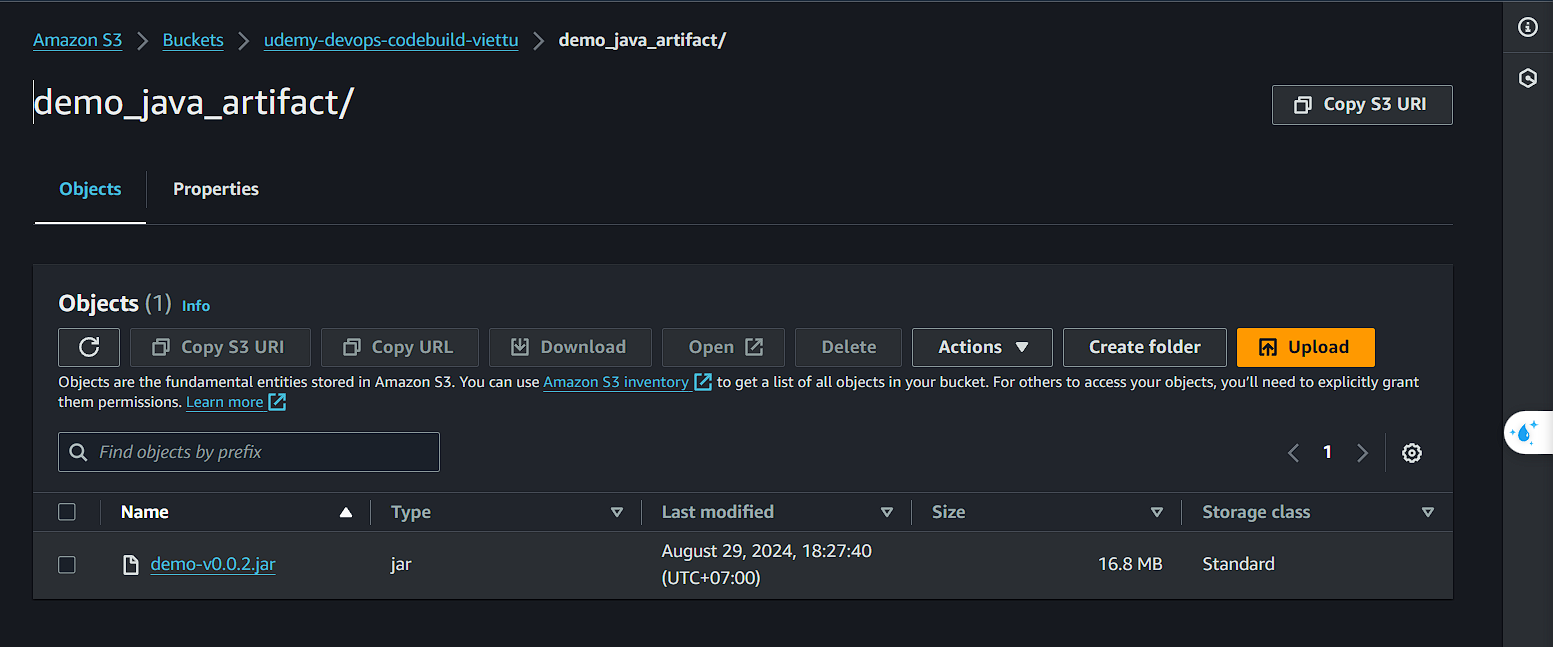 Amazon S3 > Buckets > udemy-devops-codebuild-viettu > demo_java_artifact/
demo_java_artifact/
Copy S3 URI
Objects Properties
Objects (1) Info
Copy S3 URI Copy URL Download Open Delete Actions Create folder Upload
Objects are the fundamental entities stored in Amazon S3. You can use Amazon S3 inventory to get a list of all objects in your bucket. For others to access your objects, you’ll need to explicitly grant
them permissions. Learn more
Find objects by prefix
1
Name Type Last modified Size Storage class
demo-v0.0.2.jar jar August 29, 2024, 18:27:40 16.8 MB Standard
(UTC+07:00)